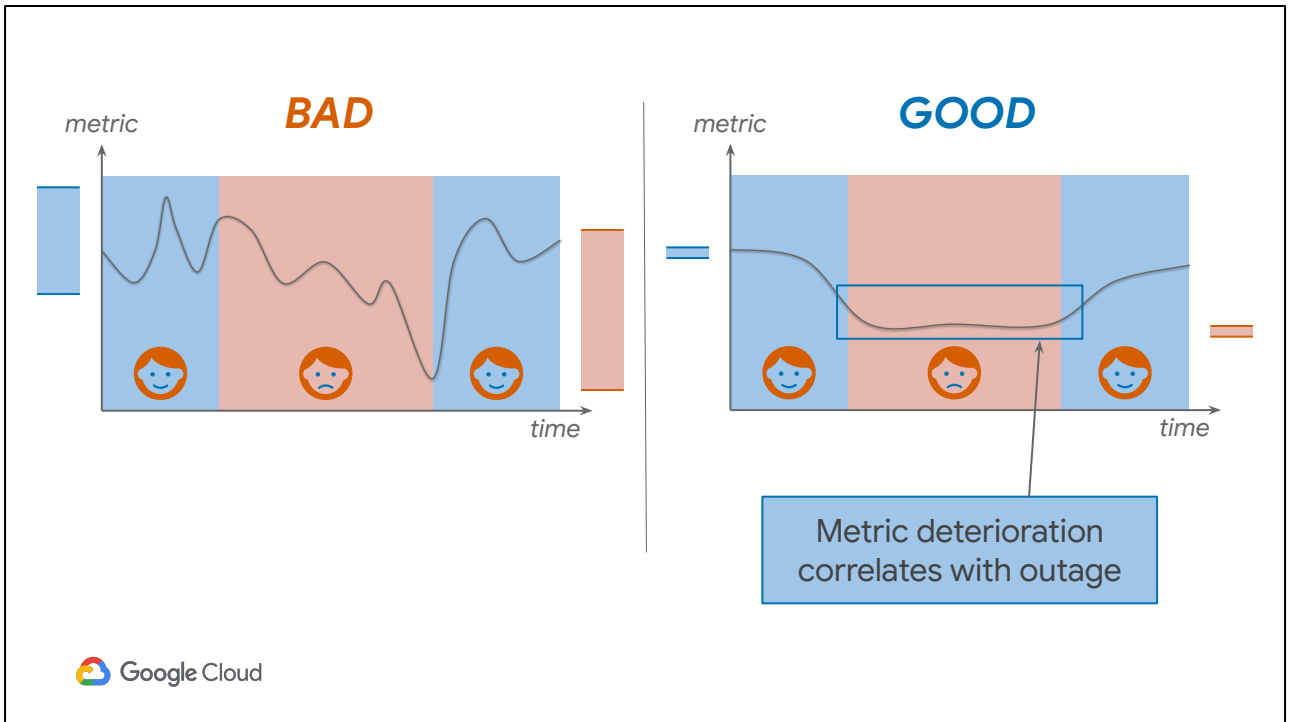 BAD
metric
time
GOOD
metric
time
Metric deterioration
correlates with outage
Google Cloud